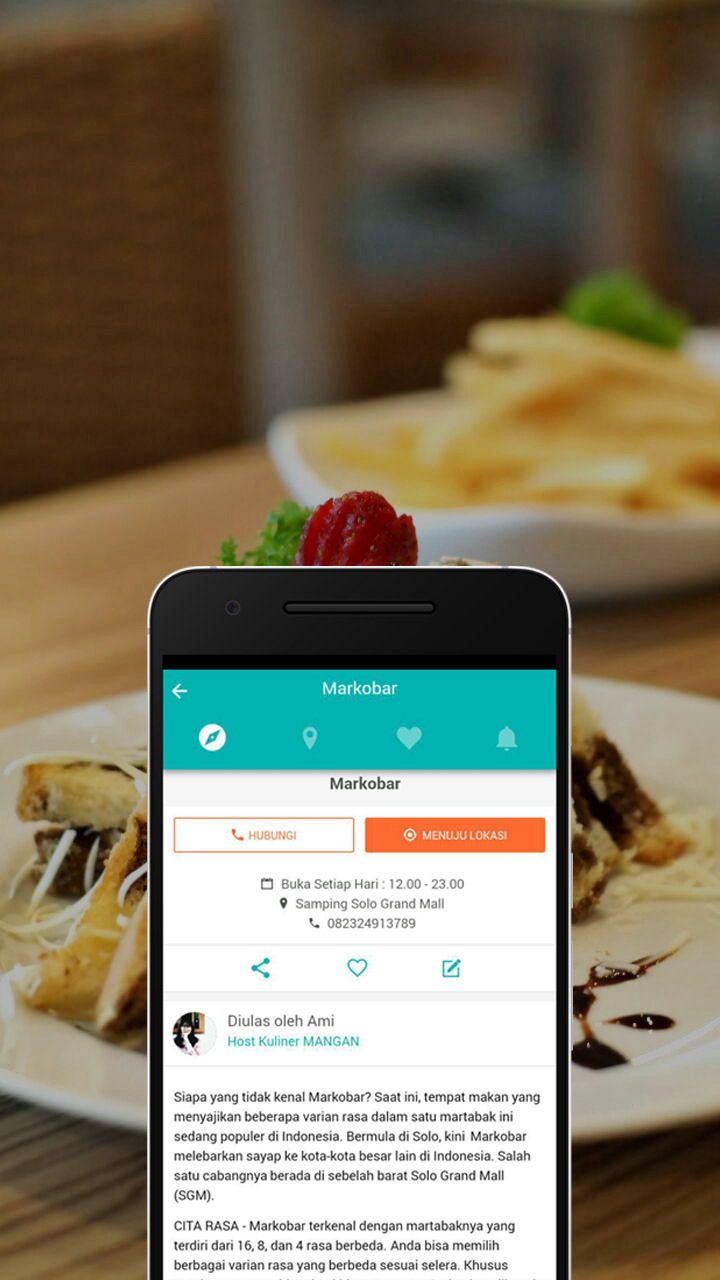 Markobar
Markobar
HUBUNGI
MENUJU LOKASI
Buka Setiap Hari : 12.00 - 23.00
Samping Solo Grand Mall
082324913789
Diulas oleh Ami
Host Kuliner MANGAN
Siapa yang tidak kenal Markobar? Saat ini, tempat makan yang
menyajikan beberapa varian rasa dalam satu martabak ini
sedang populer di Indonesia. Bermula di Solo, kini Markobar
melebarkan sayap ke kota-kota besar lain di Indonesia. Salah
satu cabangnya berada di sebelah barat Solo Grand Mall
(SGM).
CITA RASA - Markobar terkenal dengan martabaknya yang
terdiri dari 16, 8, dan 4 rasa berbeda. Anda bisa memilih
berbagai varian rasa yang berbeda sesuai selera. Khusus